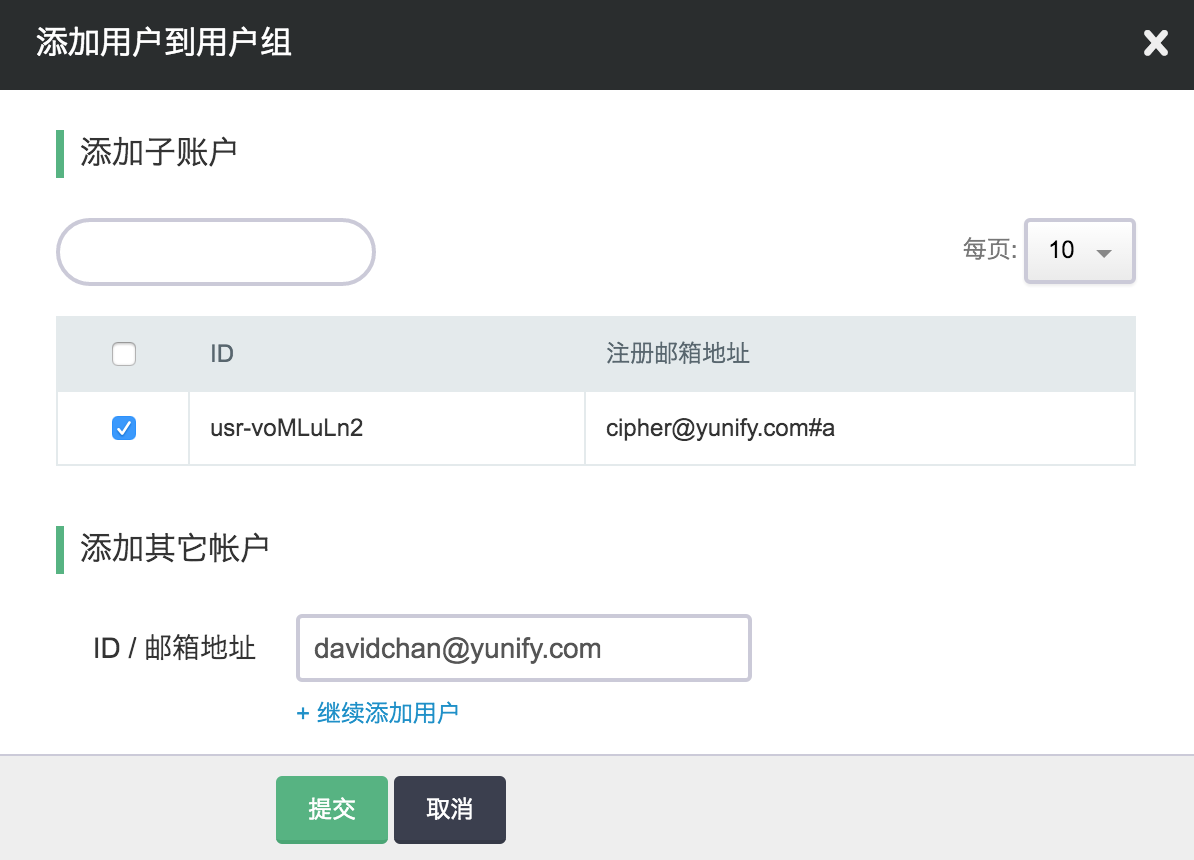 添加用户到用户组
添加子账户
每页: 10
ID 注册邮箱地址
usr-voMLuLn2 cipher@yunify.com#a
添加其它帐户
ID / 邮箱地址 davidchan@yunify.com
+ 继续添加用户
提交 取消